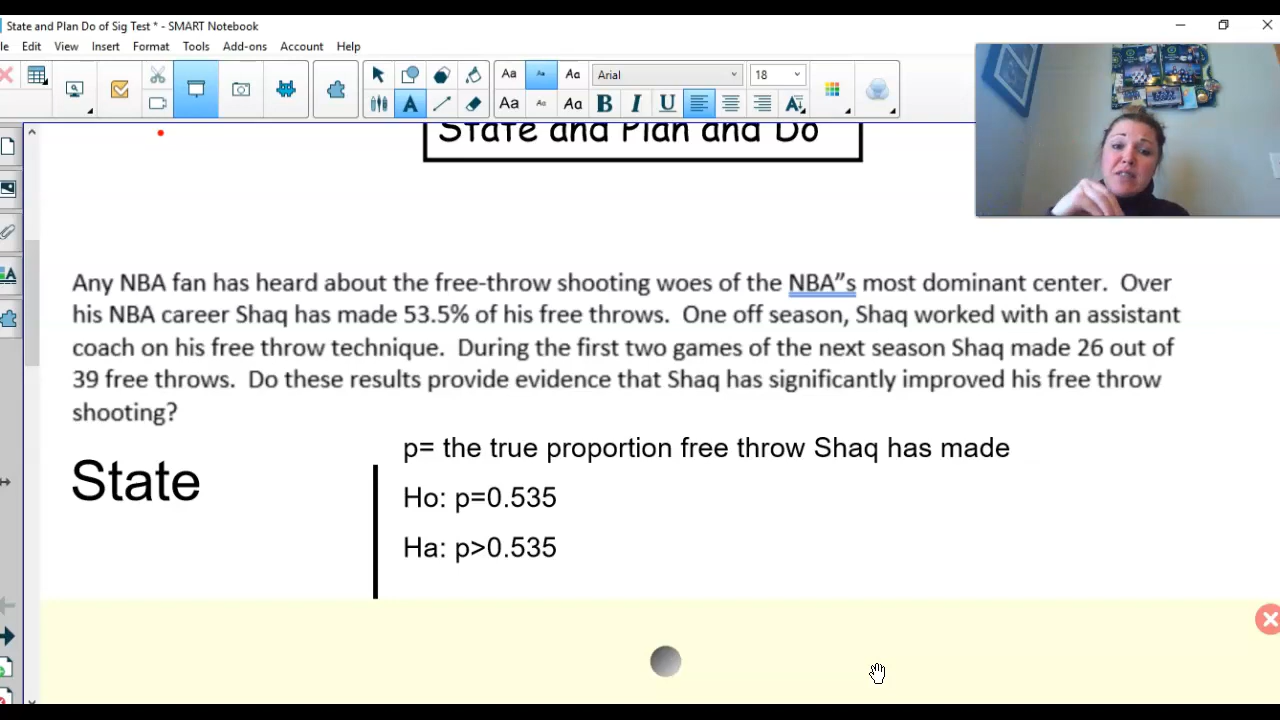 State and Plan Do of Sig Test * - SMART Notebook
le Edit View Insert Format Tools Add-ons Account Help
Aa Aa Aa Arial 18
A Aa Aa Aa B I U A
State and Plan and Do
Any NBA fan has heard about the free-throw shooting woes of the NBA"s most dominant center. Over
his NBA career Shaq has made 53.5% of his free throws. One off season, Shaq worked with an assistant
coach on his free throw technique. During the first two games of the next season Shaq made 26 out of
39 free throws. Do these results provide evidence that Shaq has significantly improved his free throw
shooting?
p= the true proportion free throw Shaq has made
State
Ho: p=0.535
Ha: p>0.535